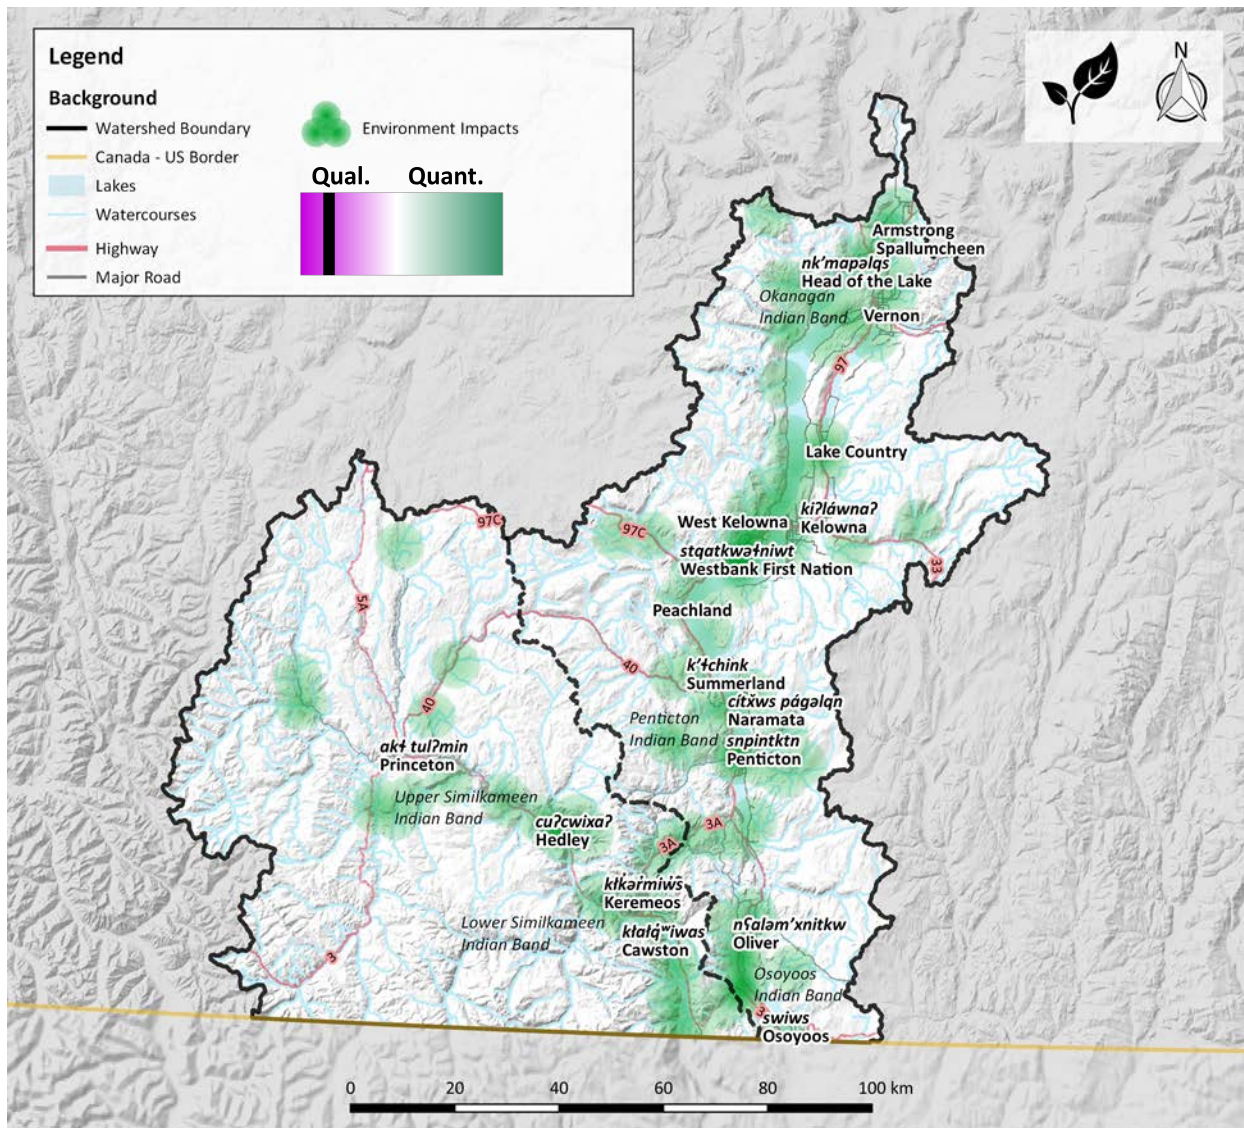 Legend
Background
Watershed Boundary
Canada - US Border
Lakes
Watercourses
Highway
Major Road
Environment Impacts
Qual. Quant.
N
Armstrong
Spallumcheen
nk’mapəlqs
Head of the Lake
Okanagan
Indian Band
Vernon
97
Lake Country
kiʔláwnaʔ
Kelowna
West Kelowna
97C
97C
stqatkwəɬniwt
Westbank First Nation
33
5A
Peachland
40
k’ɬchink
Summerland
cítx̌ws págəlqn
Naramata
Penticton
Indian Band
snpintktn
Penticton
40
akɬ tulʔmin
Princeton
Upper Similkameen
Indian Band
cuʔcwixaʔ
Hedley
3A
3A
Keremeos
Lower Similkameen
Indian Band
Cawston
nʕaləm’xnitkw
Oliver
Osoyoos
Indian Band
3
3
swiws
Osoyoos
0 20 40 60 80 100 km